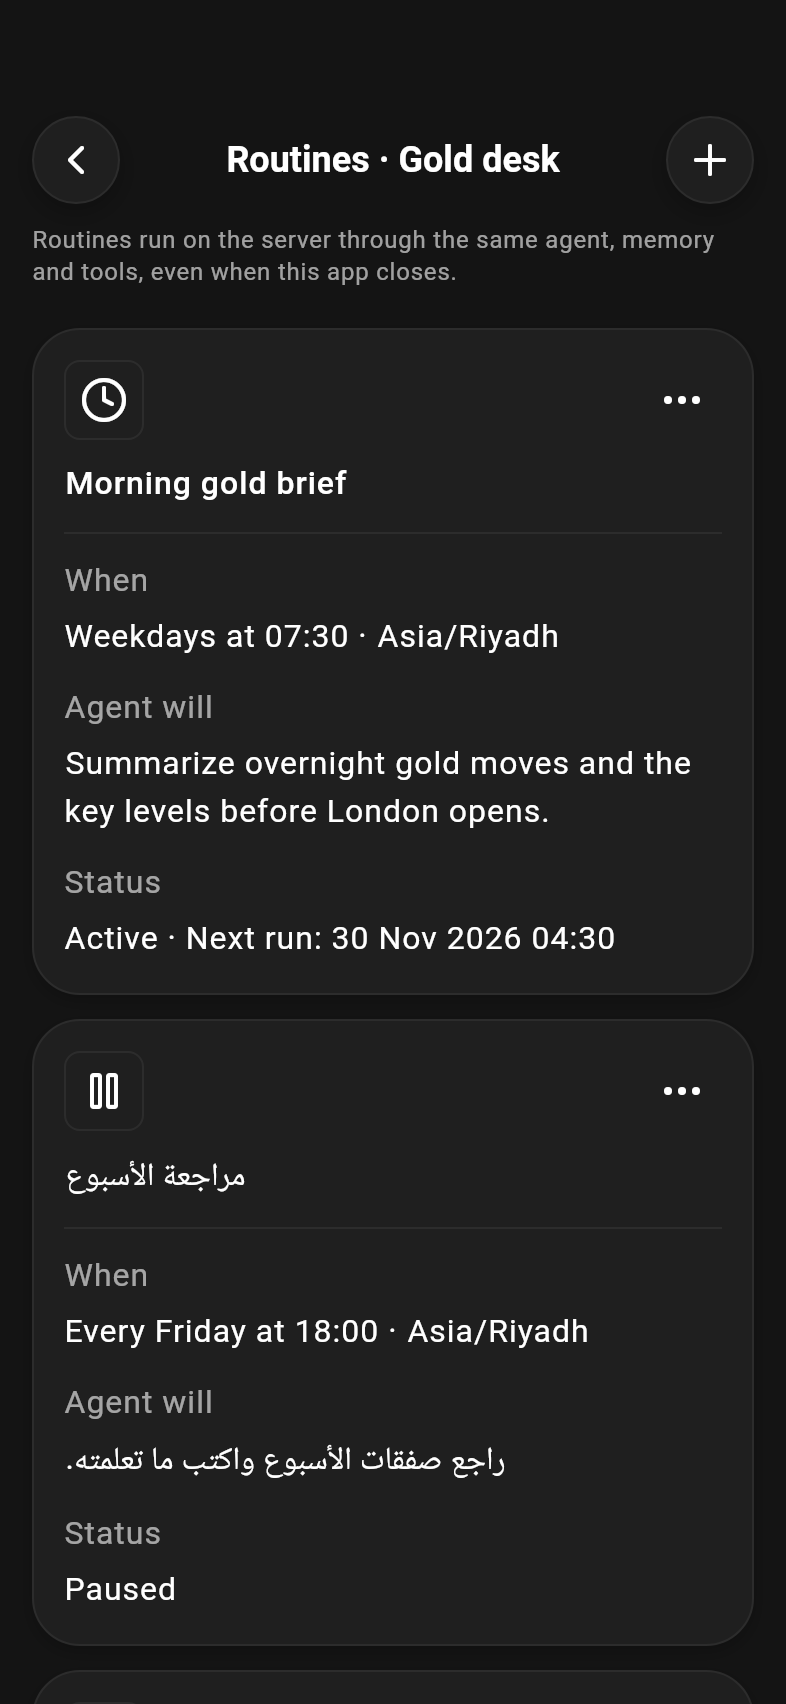 Routines · Gold desk
Routines run on the server through the same agent, memory
and tools, even when this app closes.
Morning gold brief
When
Weekdays at 07:30 · Asia/Riyadh
Agent will
Summarize overnight gold moves and the
key levels before London opens.
Status
Active · Next run: 30 Nov 2026 04:30
مراجعة الأسبوع
When
Every Friday at 18:00 · Asia/Riyadh
Agent will
راجع صفقات الأسبوع واكتب ما تعلمته.
Status
Paused